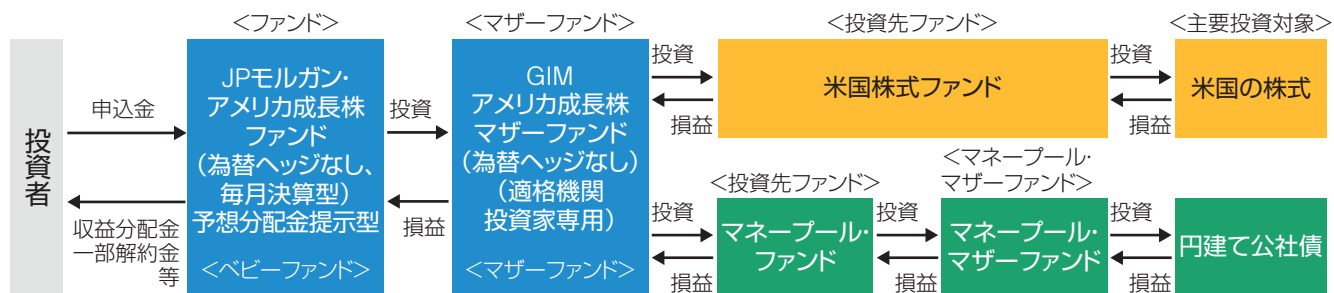 <ファンド>
<マザーファンド>
<投資先ファンド>
<主要投資対象>
投資者
申込金
収益分配金
一部解約金
等
JPモルガン・
アメリカ成長株
ファンド
(為替ヘッジなし、
毎月決算型)
予想分配金提示型
<ベビーファンド>
投資
損益
GIM
アメリカ成長株
マザーファンド
(為替ヘッジなし)
(適格機関
投資家専用)
<マザーファンド>
投資
損益
米国株式ファンド
投資
損益
米国の株式
投資
損益
<投資先ファンド>
マネープール・
ファンド
投資
損益
<マネープール・
マザーファンド>
マネープール・
マザーファンド
投資
損益
円建て公社債